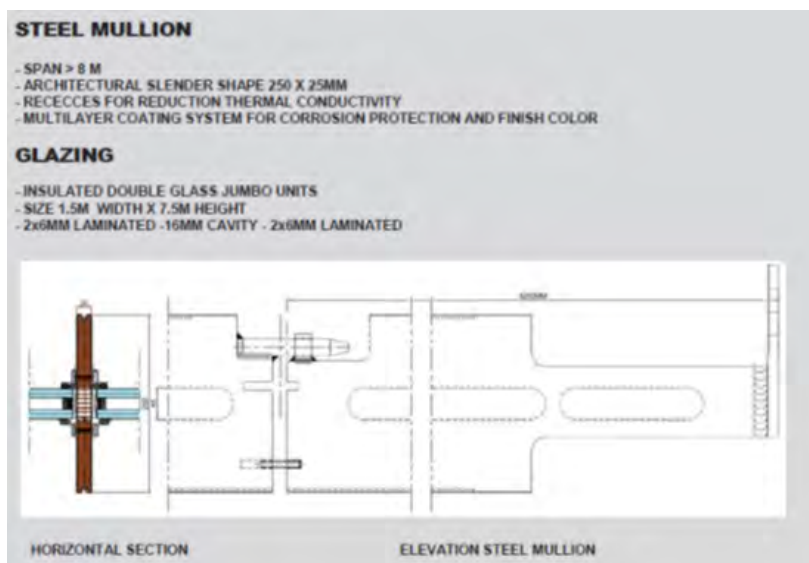 STEEL MULLION
- SPAN > 8 M
- ARCHITECTURAL SLENDER SHAPE 250 X 25MM
- RECECCES FOR REDUCTION THERMAL CONDUCTIVITY
- MULTILAYER COATING SYSTEM FOR CORROSION PROTECTION AND FINISH COLOR
GLAZING
- INSULATED DOUBLE GLASS JUMBO UNITS
- SIZE 1.5M WIDTH X 7.5M HEIGHT
- 2x6MM LAMINATED -16MM CAVITY - 2x6MM LAMINATED
HORIZONTAL SECTION
ELEVATION STEEL MULLION